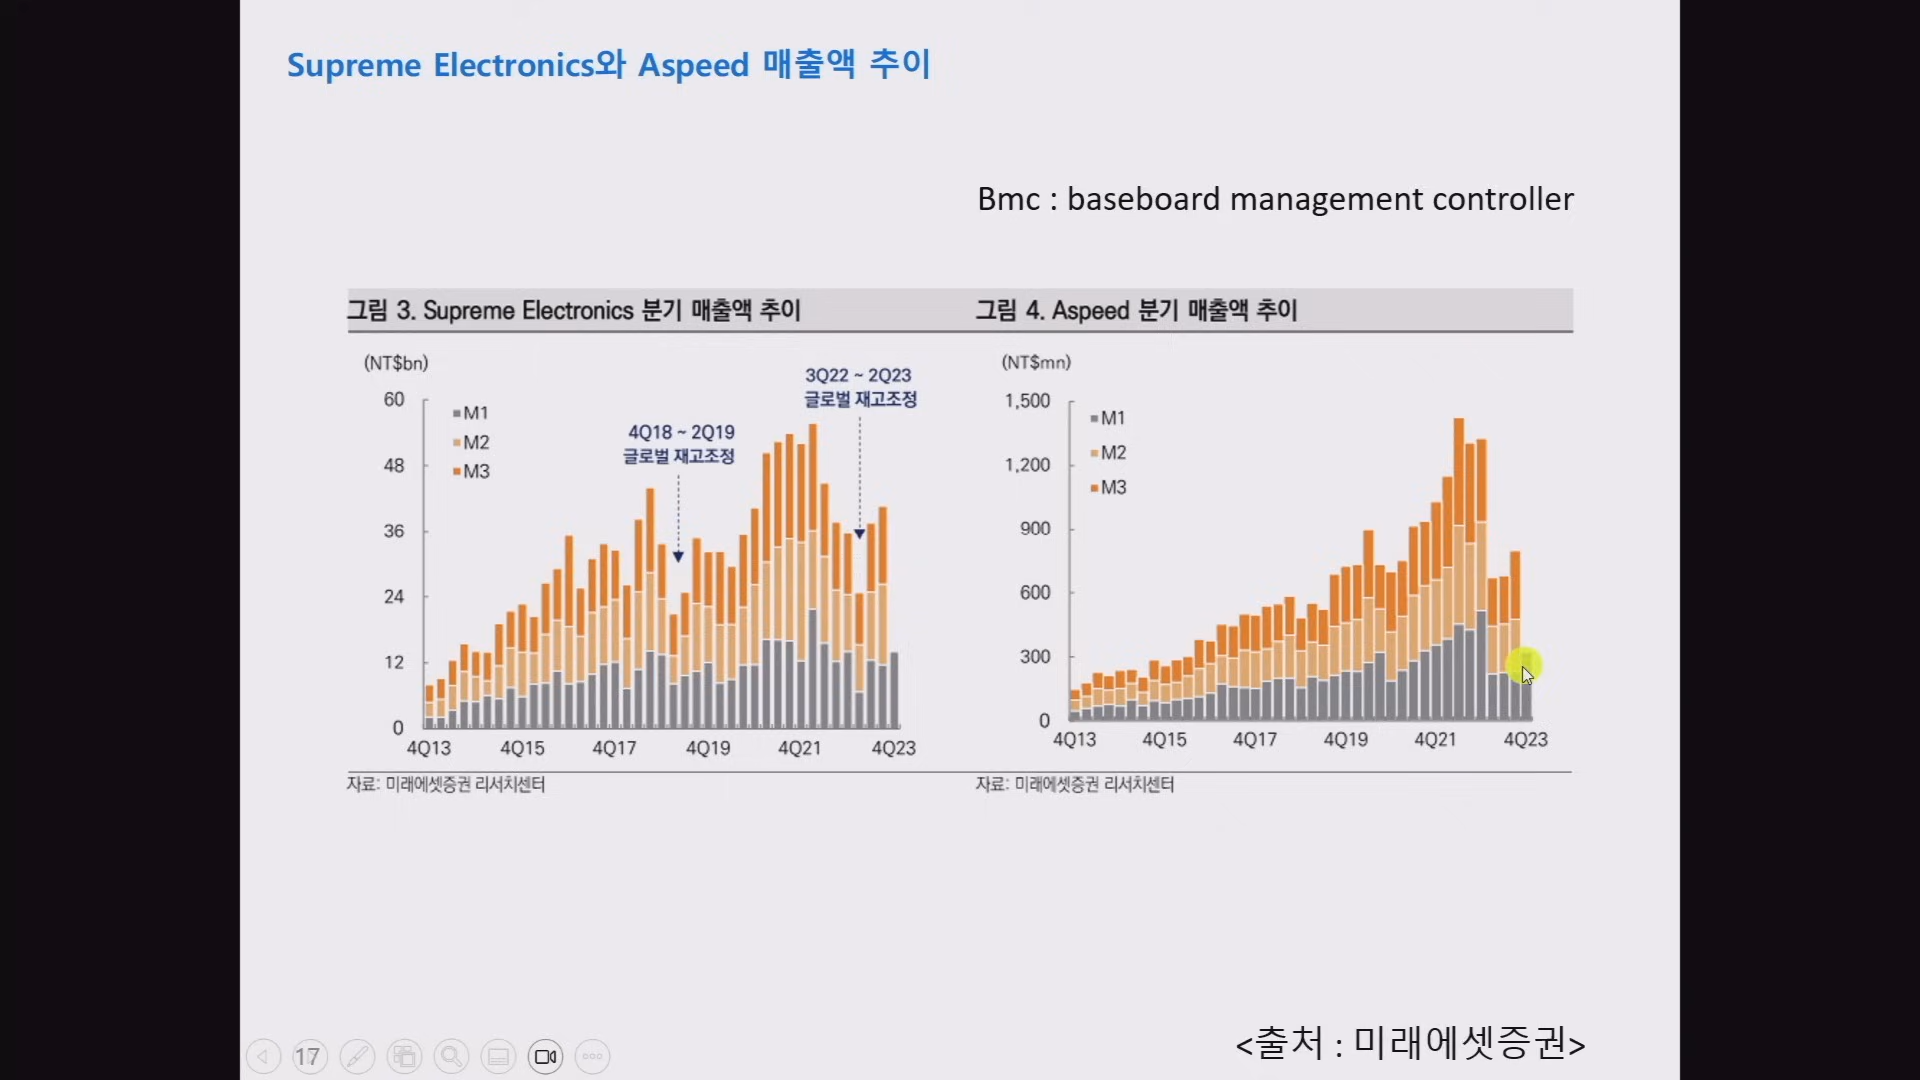 Supreme Electronics와 Aspeed 매출액 추이
Bmc : baseboard management controller
그림 3. Supreme Electronics 분기 매출액 추이
(NT$bn)
60
48
36
24
12
0
M1
M2
M3
4Q18 ~ 2Q19
글로벌 재고조정
3Q22 ~ 2Q23
글로벌 재고조정
4Q13 4Q15 4Q17 4Q19 4Q21 4Q23
자료: 미래에셋증권 리서치센터
그림 4. Aspeed 분기 매출액 추이
(NT$mn)
1,500
1,200
900
600
300
0
M1
M2
M3
4Q13 4Q15 4Q17 4Q19 4Q21 4Q23
자료: 미래에셋증권 리서치센터
<출처 : 미래에셋증권>
17